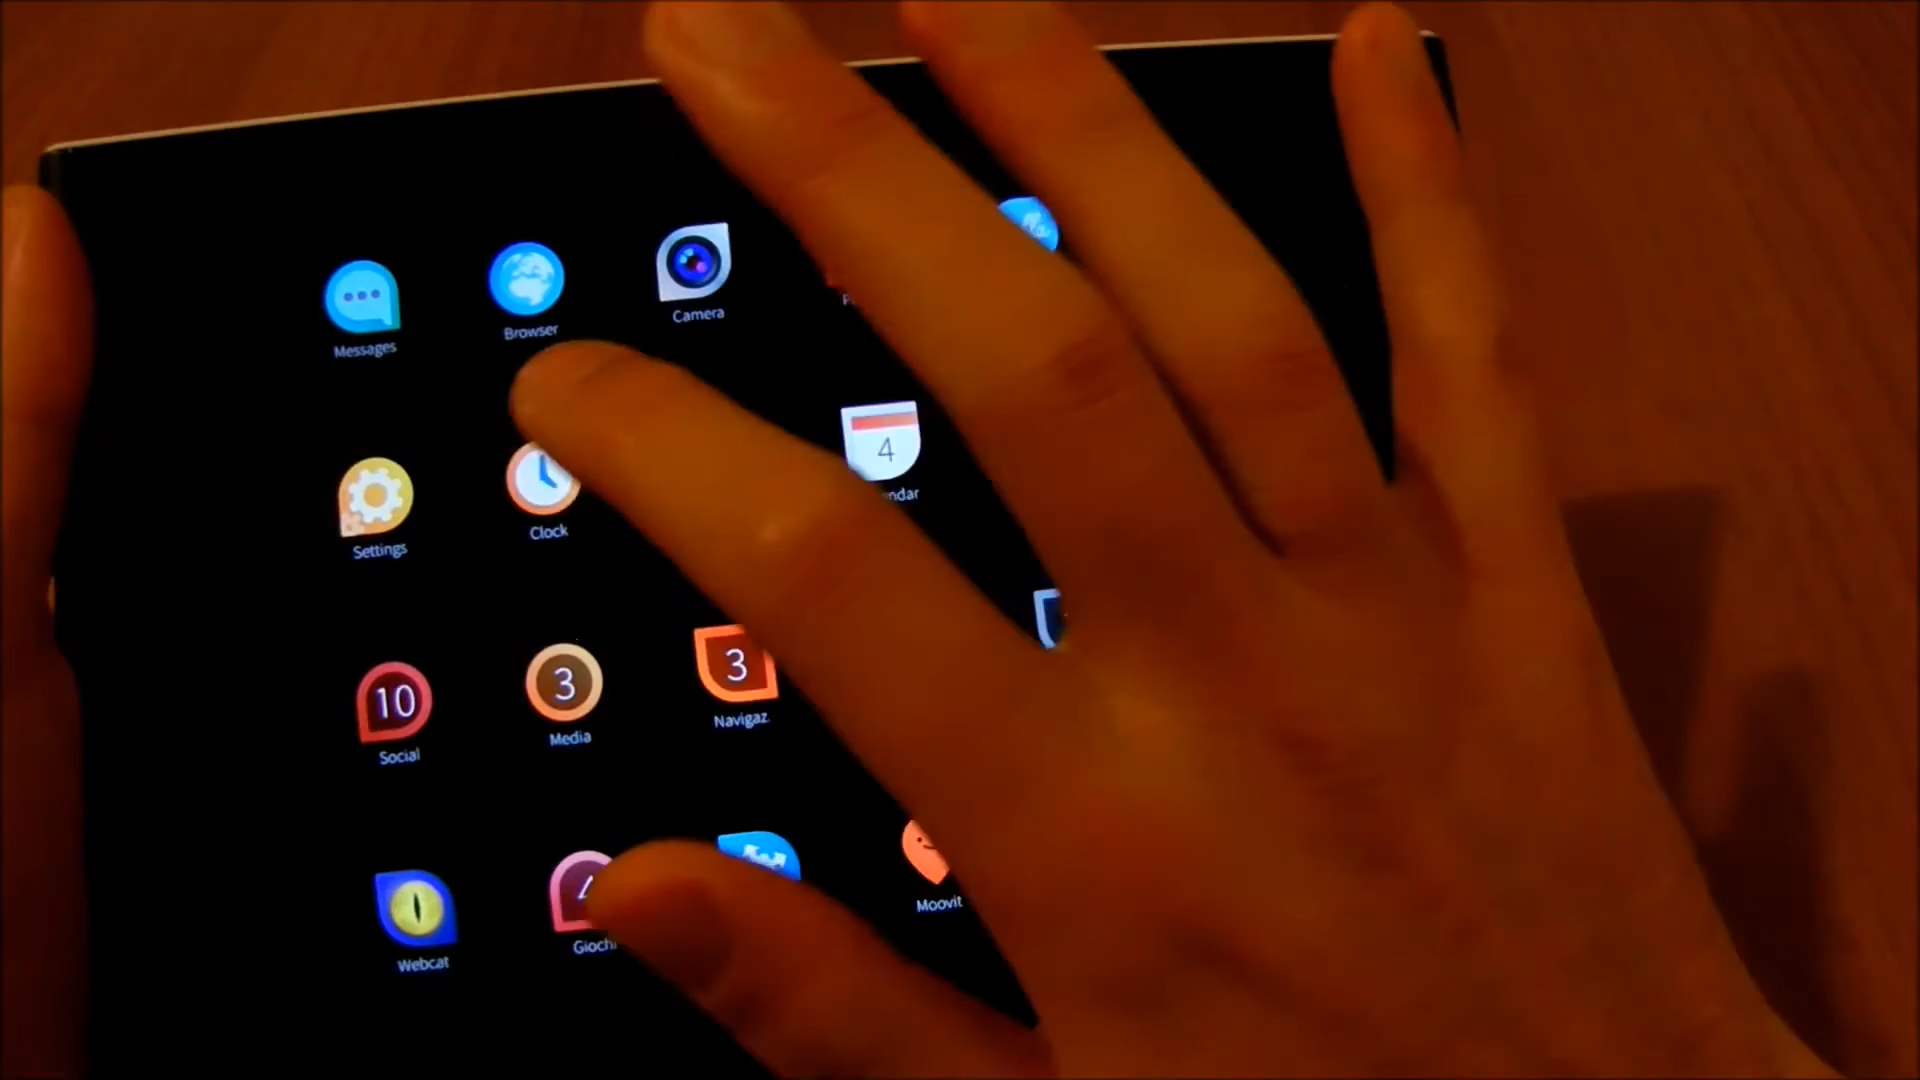 Messages
Browser
Camera
4
Settings
Clock
10
3
3
Social
Media
Navigaz.
Webcat
Moovit